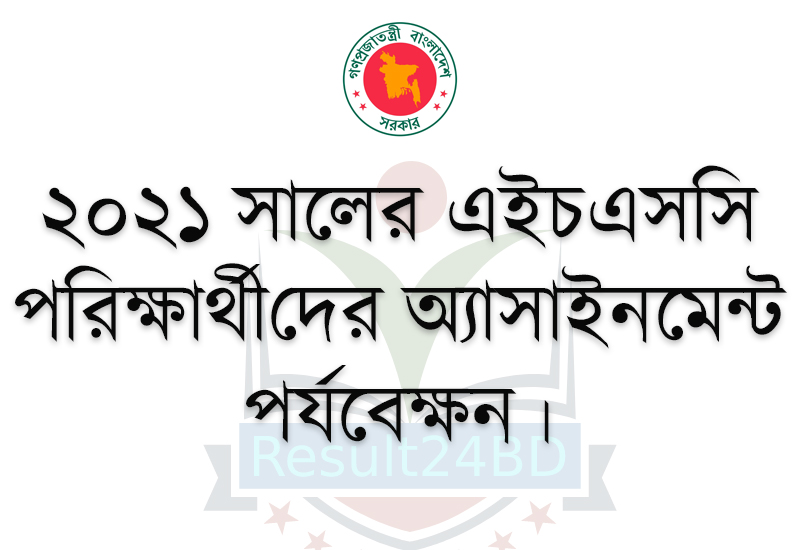 গণপ্রজাতন্ত্রী বাংলাদেশ
সরকার
২০২১ সালের এইচএসসি
পরিক্ষার্থীদের অ্যাসাইনমেন্ট
পর্যবেক্ষন।
Result24BD